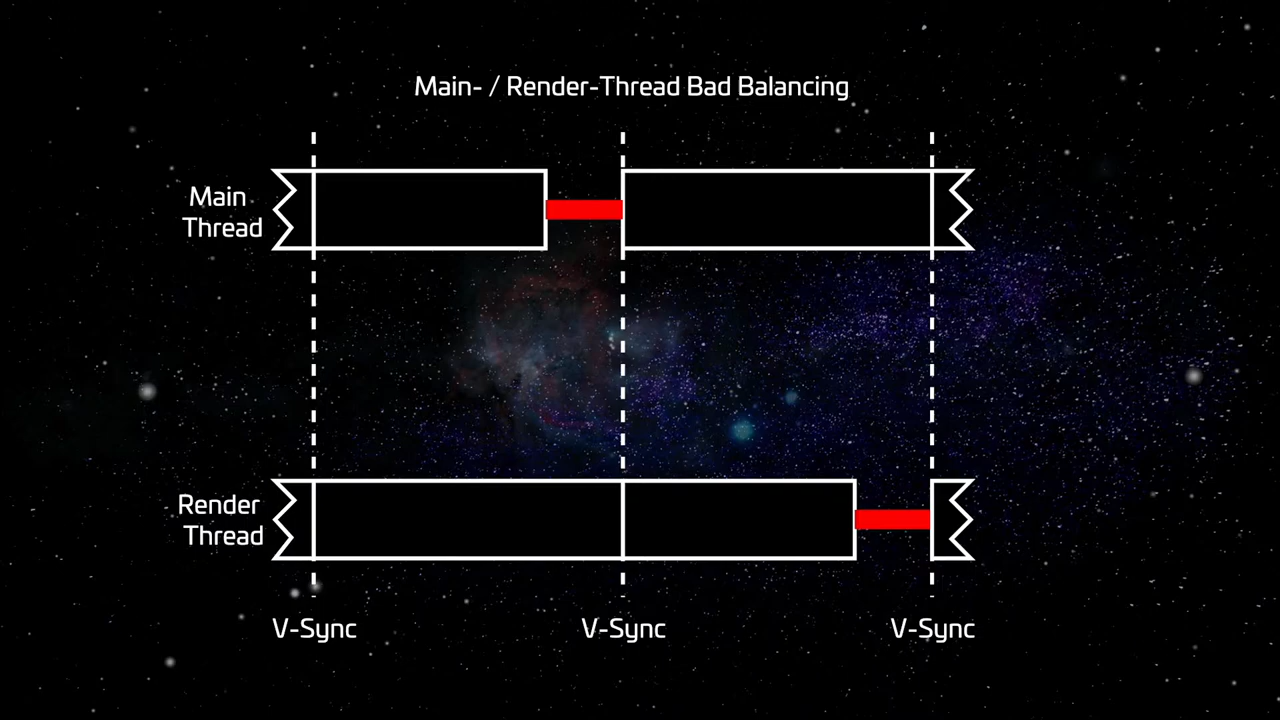 Main- / Render-Thread Bad Balancing
Main
Thread
Render
Thread
V-Sync
V-Sync
V-Sync